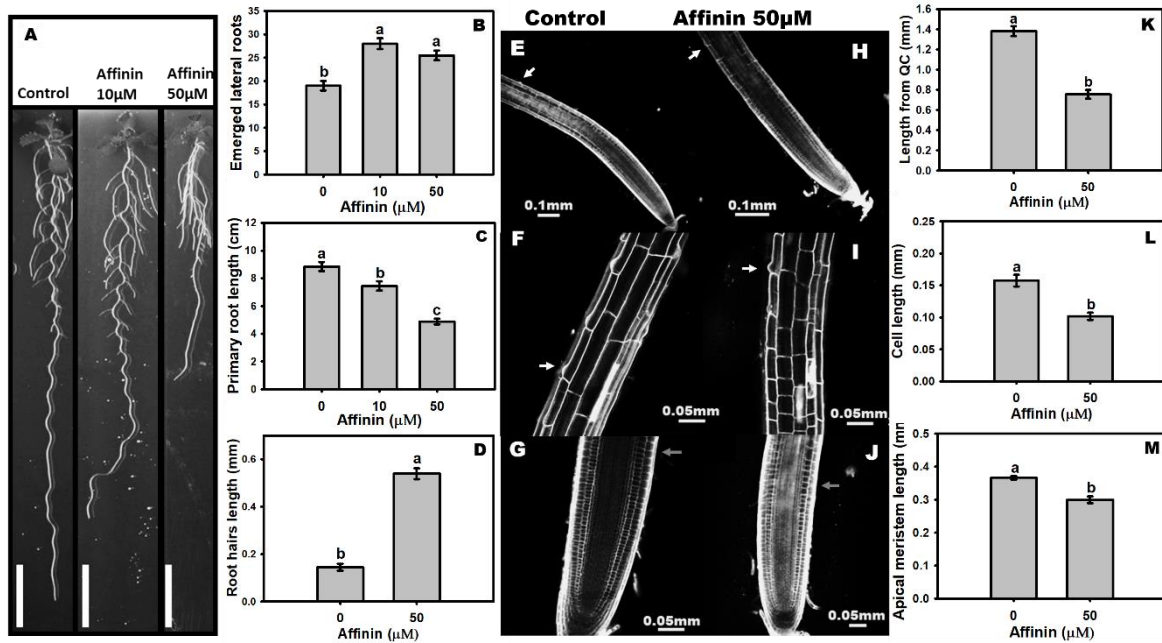 A
Control
Affinin
10µM
Affinin
50µM
B
Emerged lateral roots
35
30
25
20
15
10
5
0
b
a
a
0 10 50
Affinin (µM)
C
Primary root length (cm)
12
10
8
6
4
2
0
a
b
c
0 10 50
Affinin (µM)
D
Root hairs length (mm)
0.6
0.4
0.2
0.0
b
a
0 50
Affinin (µM)
Control Affinin 50µM
E
0.1mm
H
0.1mm
F
0.05mm
I
0.05mm
G
0.05mm
J
0.05mm
K
Length from QC (mm)
1.6
1.4
1.2
1.0
0.8
0.6
0.4
0.2
0.0
a
b
0 50
Affinin (µM)
L
Cell length (mm)
0.25
0.20
0.15
0.10
0.05
0.00
a
b
0 50
Affinin (µM)
M
Apical meristem length (mm
0.5
0.4
0.3
0.2
0.1
0.0
a
b
0 50
Affinin (µM)